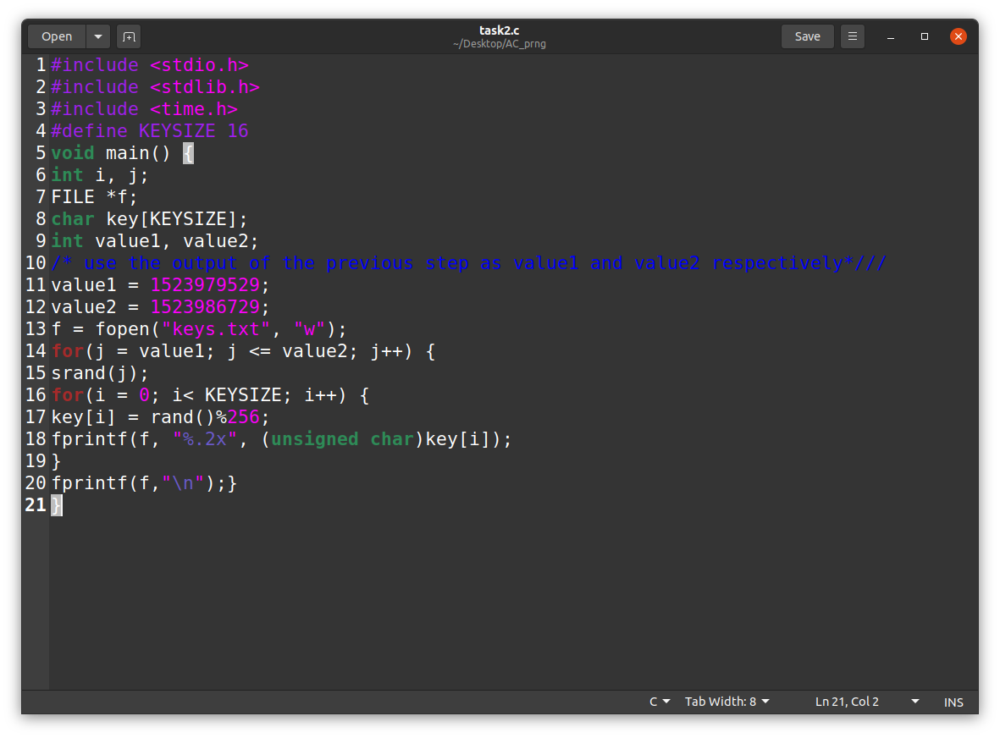 Open
task2.c
~/Desktop/AC_prng
Save
1 #include <stdio.h>
2 #include <stdlib.h>
3 #include <time.h>
4 #define KEYSIZE 16
5 void main() {
6 int i, j;
7 FILE *f;
8 char key[KEYSIZE];
9 int value1, value2;
10 /* use the output of the previous step as value1 and value2 respectively*///
11 value1 = 1523979529;
12 value2 = 1523986729;
13 f = fopen("keys.txt", "w");
14 for(j = value1; j <= value2; j++) {
15 srand(j);
16 for(i = 0; i< KEYSIZE; i++) {
17 key[i] = rand()%256;
18 fprintf(f, "%.2x", (unsigned char)key[i]);
19 }
20 fprintf(f,"\n");}
21 }
C Tab Width: 8 Ln 21, Col 2 INS